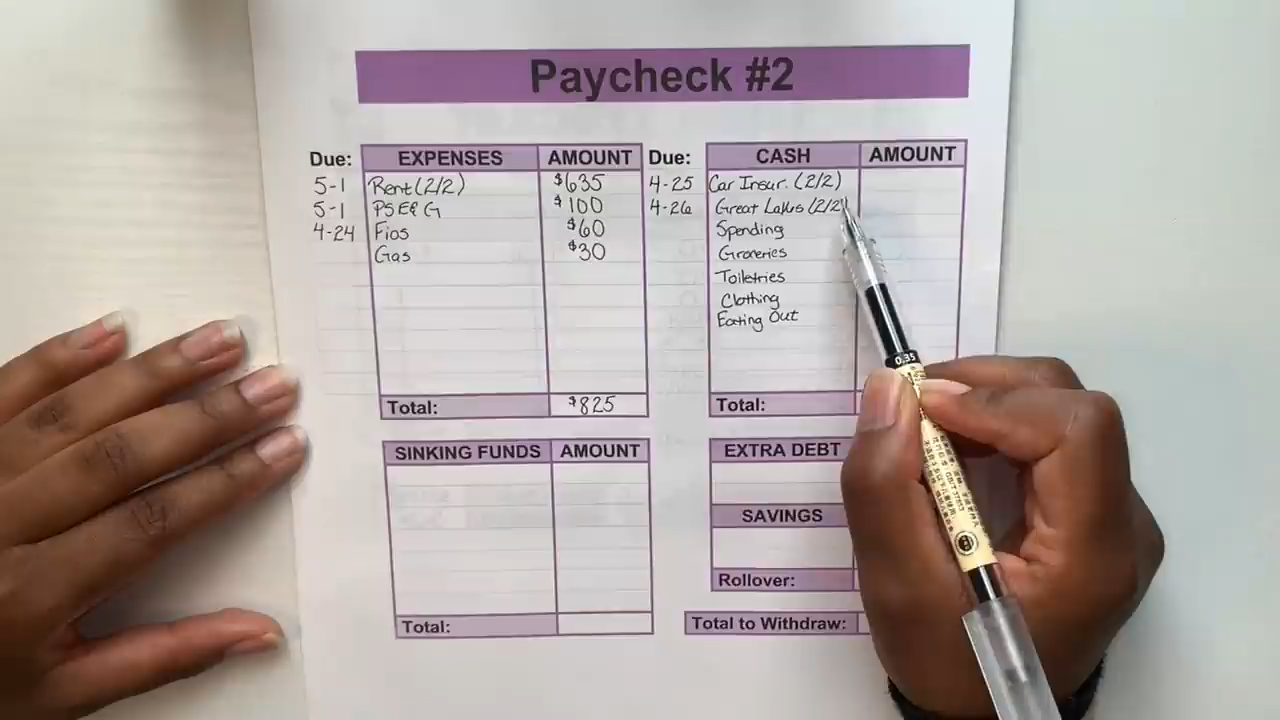 Paycheck #2
Due: EXPENSES AMOUNT
5-1 Rent (2/2) $635
5-1 PSE&G $100
4-24 Fios $60
Gas $30
Total: $825
Due: CASH AMOUNT
4-25 Car Insur. (2/2)
4-26 Great Lakes (2/2)
Spending
Groceries
Toiletries
Clothing
Eating Out
Total:
SINKING FUNDS AMOUNT
Total:
EXTRA DEBT
SAVINGS
Rollover:
Total to Withdraw:
0.35